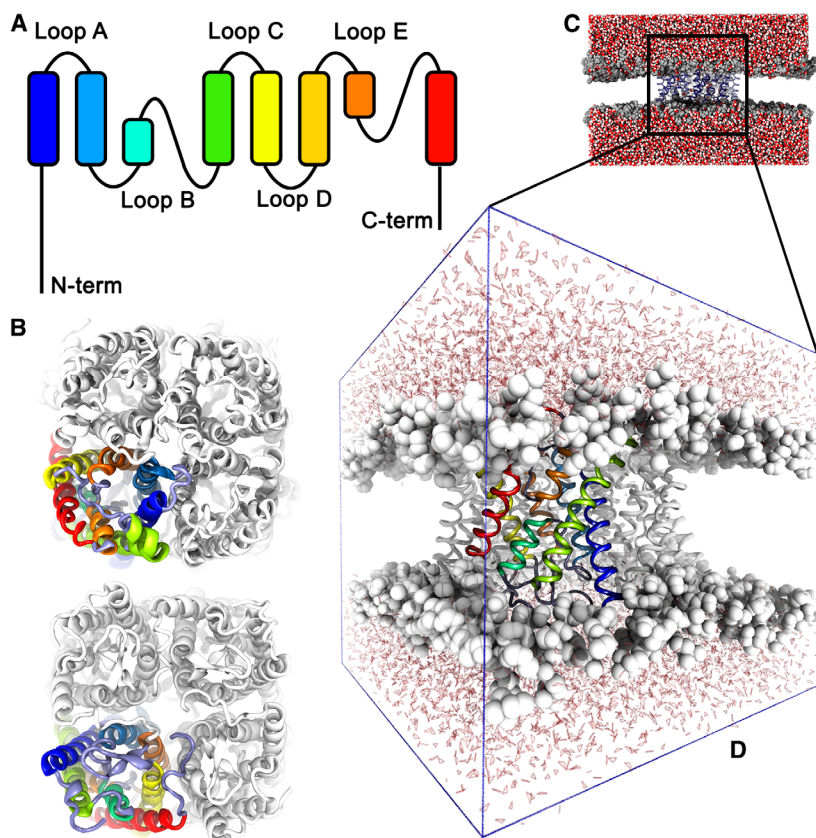 A
Loop A
Loop C
Loop E
Loop B
Loop D
C-term
N-term
B
C
D